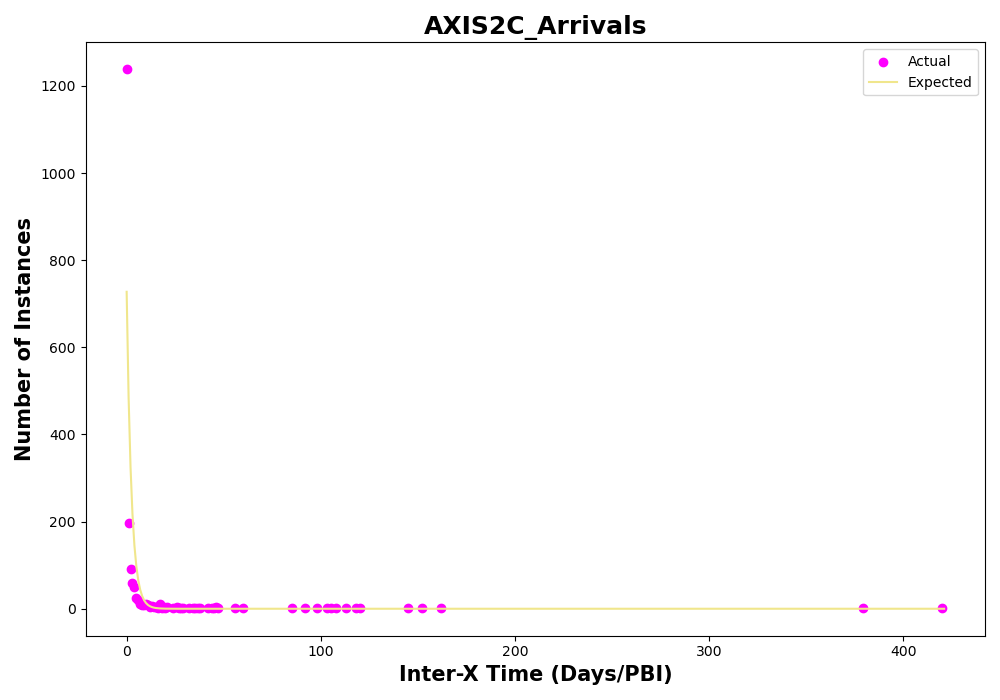 AXIS2C_Arrivals
Actual
Expected
1200
1000
800
600
400
200
0
Number of Instances
0
100
200
300
400
Inter-X Time (Days/PBI)